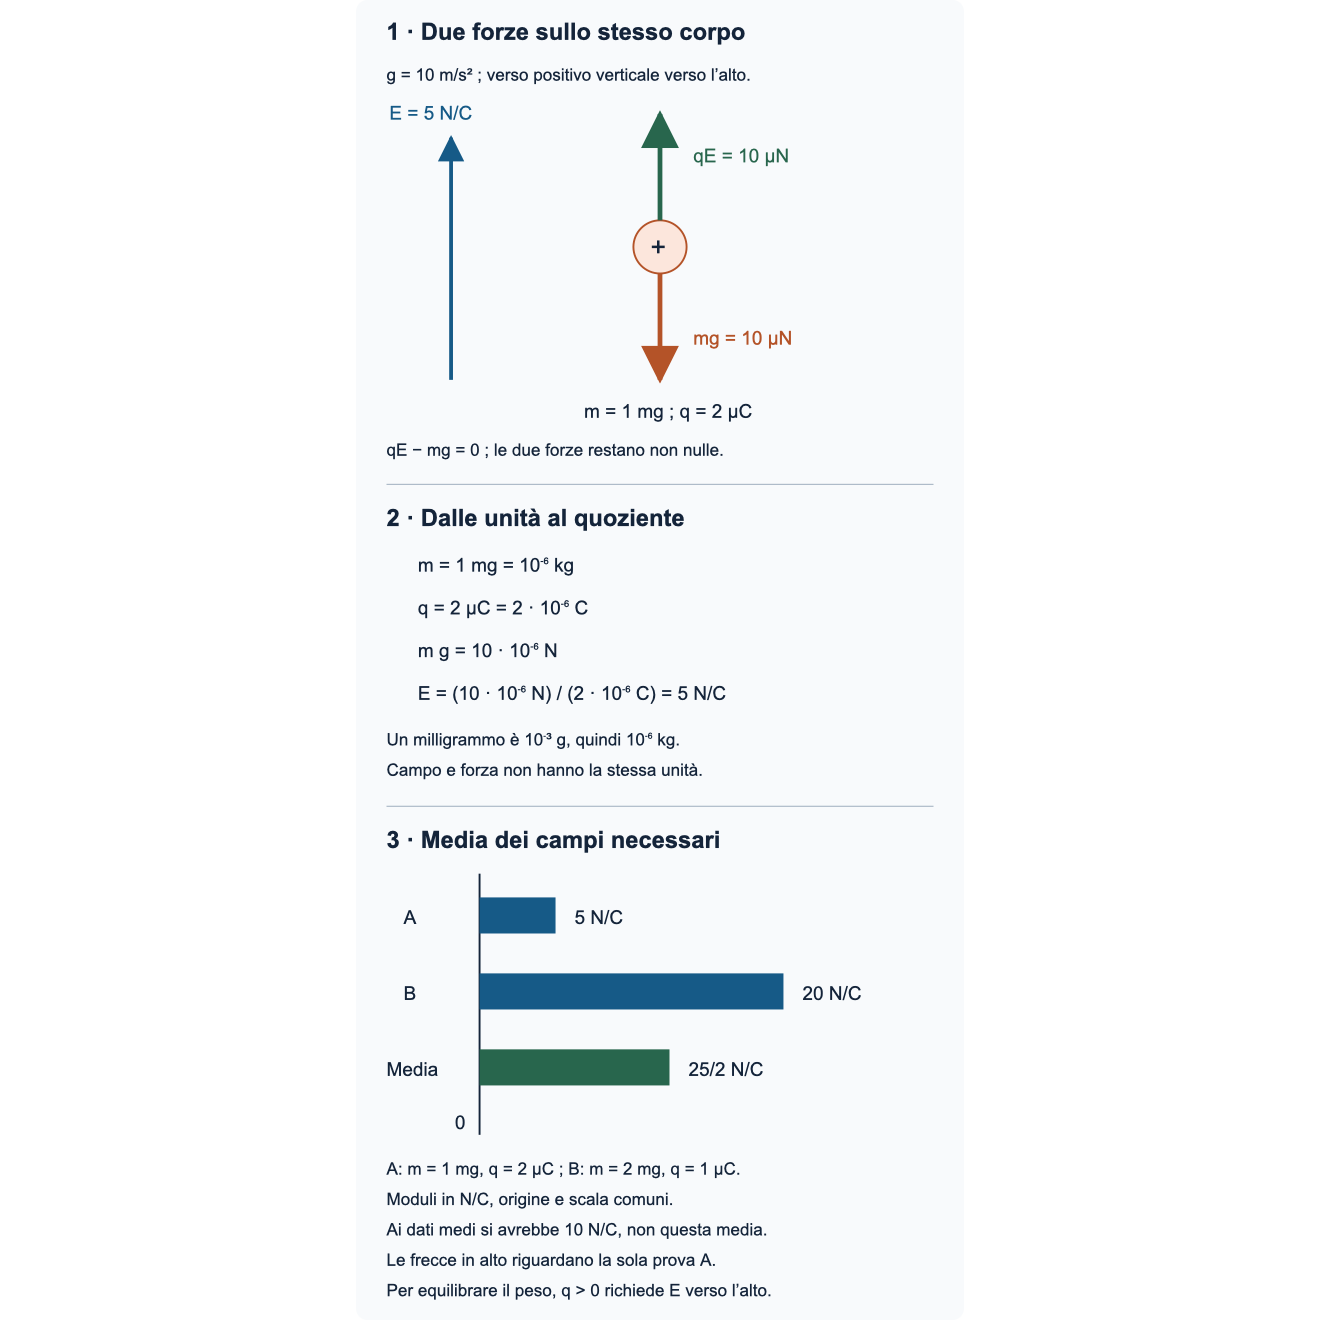 1 · Due forze sullo stesso corpo
g = 10 m/s² ; verso positivo verticale verso l’alto.
E = 5 N/C
qE = 10 µN
+
mg = 10 µN
m = 1 mg ; q = 2 µC
qE − mg = 0 ; le due forze restano non nulle.
2 · Dalle unità al quoziente
m = 1 mg = 10⁻⁶ kg
q = 2 µC = 2 · 10⁻⁶ C
m g = 10 · 10⁻⁶ N
E = (10 · 10⁻⁶ N) / (2 · 10⁻⁶ C) = 5 N/C
Un milligrammo è 10⁻³ g, quindi 10⁻⁶ kg.
Campo e forza non hanno la stessa unità.
3 · Media dei campi necessari
A 5 N/C
B 20 N/C
Media 25/2 N/C
0
A: m = 1 mg, q = 2 µC ; B: m = 2 mg, q = 1 µC.
Moduli in N/C, origine e scala comuni.
Ai dati medi si avrebbe 10 N/C, non questa media.
Le frecce in alto riguardano la sola prova A.
Per equilibrare il peso, q > 0 richiede E verso l’alto.